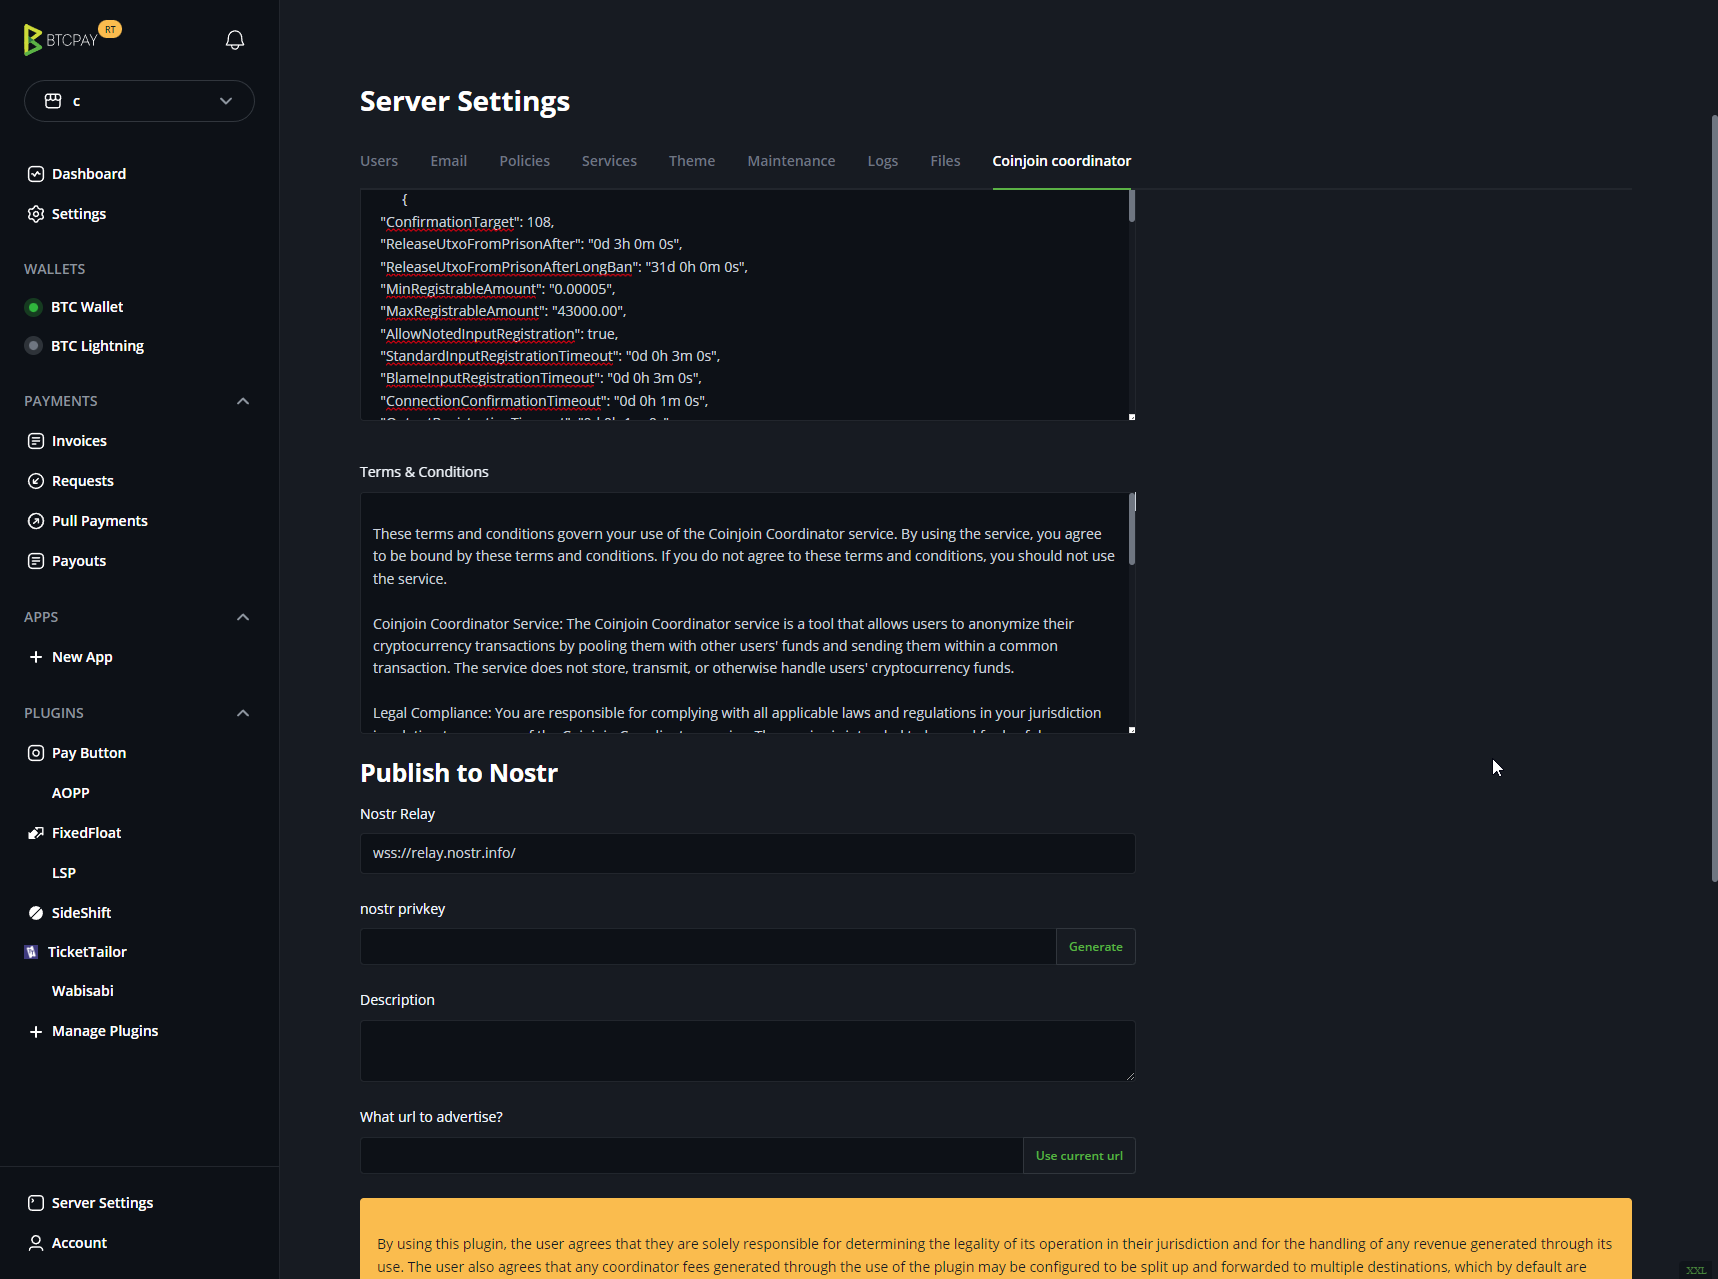 BTCPAY RT
c
Dashboard
Settings
WALLETS
BTC Wallet
BTC Lightning
PAYMENTS
Invoices
Requests
Pull Payments
Payouts
APPS
New App
PLUGINS
Pay Button
AOPP
FixedFloat
LSP
SideShift
TicketTailor
Wabisabi
Manage Plugins
Server Settings
Account
Server Settings
Users Email Policies Services Theme Maintenance Logs Files Coinjoin coordinator
{
"ConfirmationTarget": 108,
"ReleaseUtxoFromPrisonAfter": "0d 3h 0m 0s",
"ReleaseUtxoFromPrisonAfterLongBan": "31d 0h 0m 0s",
"MinRegistrableAmount": "0.00005",
"MaxRegistrableAmount": "43000.00",
"AllowNotedInputRegistration": true,
"StandardInputRegistrationTimeout": "0d 0h 3m 0s",
"BlameInputRegistrationTimeout": "0d 0h 3m 0s",
"ConnectionConfirmationTimeout": "0d 0h 1m 0s",
Terms & Conditions
These terms and conditions govern your use of the Coinjoin Coordinator service. By using the service, you agree
to be bound by these terms and conditions. If you do not agree to these terms and conditions, you should not use
the service.
Coinjoin Coordinator Service: The Coinjoin Coordinator service is a tool that allows users to anonymize their
cryptocurrency transactions by pooling them with other users' funds and sending them within a common
transaction. The service does not store, transmit, or otherwise handle users' cryptocurrency funds.
Legal Compliance: You are responsible for complying with all applicable laws and regulations in your jurisdiction
Publish to Nostr
Nostr Relay
wss://relay.nostr.info/
nostr privkey
Generate
Description
What url to advertise?
Use current url
By using this plugin, the user agrees that they are solely responsible for determining the legality of its operation in their jurisdiction and for the handling of any revenue generated through its
use. The user also agrees that any coordinator fees generated through the use of the plugin may be configured to be split up and forwarded to multiple destinations, which by default are
XXL